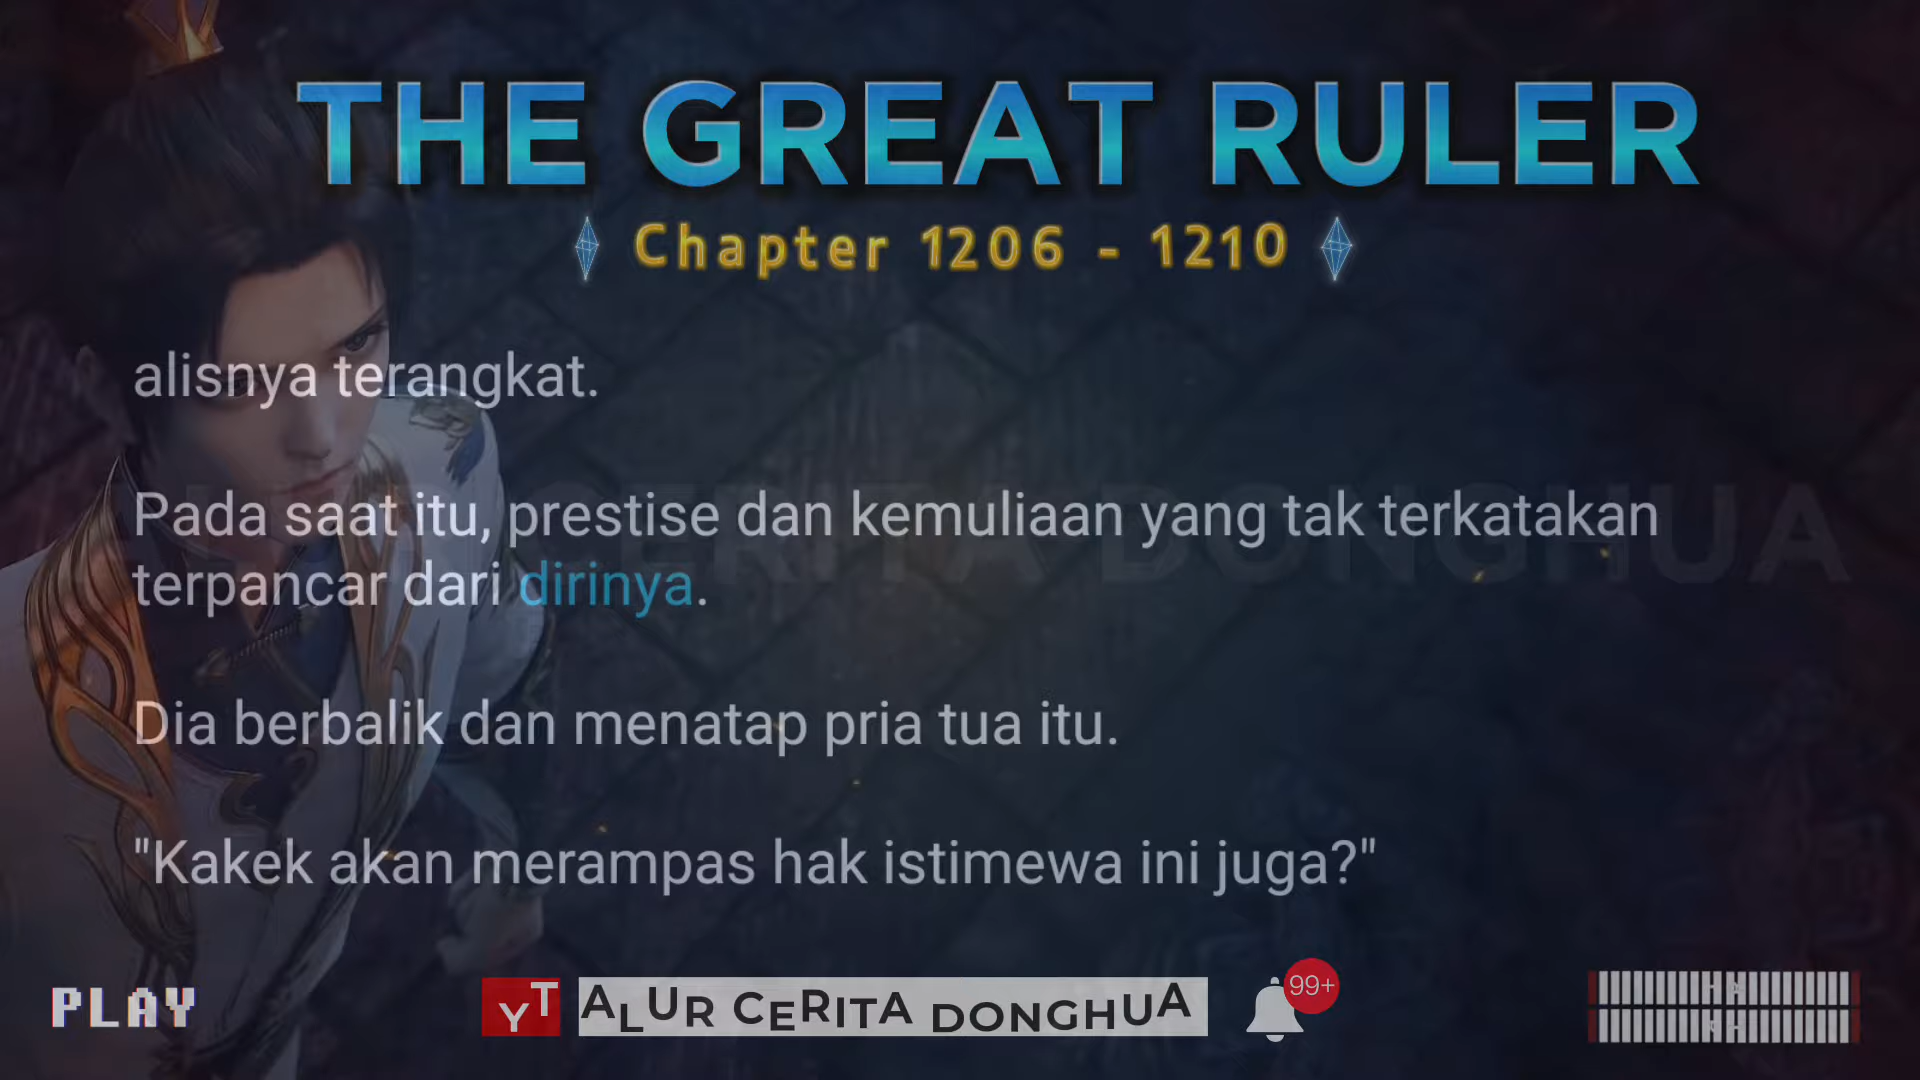 THE GREAT RULER
Chapter 1206 - 1210
alisnya terangkat.
Pada saat itu, prestise dan kemuliaan yang tak terkatakan
terpancar dari dirinya.
Dia berbalik dan menatap pria tua itu.
"Kakek akan merampas hak istimewa ini juga?"
PLAY
YT ALUR CERITA DONGHUA
99+